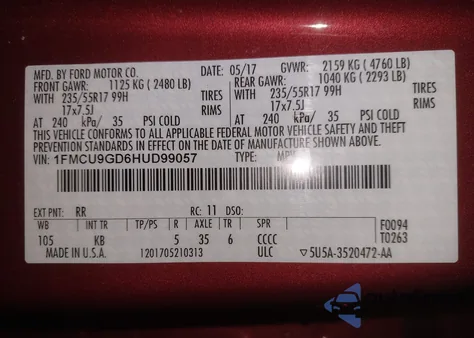 MFD. BY FORD MOTOR CO. DATE: 05/17 GVWR: 2159 KG (4760 LB)
FRONT GAWR: 1125 KG (2480 LB) REAR GAWR: 1040 KG (2293 LB)
WITH 235/55R17 99H TIRES WITH 235/55R17 99H TIRES
17x7.5J RIMS 17x7.5J RIMS
AT 240 kPa/ 35 PSI COLD AT 240 kPa/ 35 PSI COLD
THIS VEHICLE CONFORMS TO ALL APPLICABLE FEDERAL MOTOR VEHICLE SAFETY AND THEFT
PREVENTION STANDARDS IN EFFECT ON THE DATE OF MANUFACTURE SHOWN ABOVE.
VIN: 1FMCU9GD6HUD99057 TYPE:
EXT PNT: RR RC: 11 DSO:
WB INT TR TP/PS R AXLE TR SPR F0094
105 KB 5 35 6 CCCC T0263
MADE IN U.S.A. 1201705210313 ULC ▽5U5A-3520472-AA